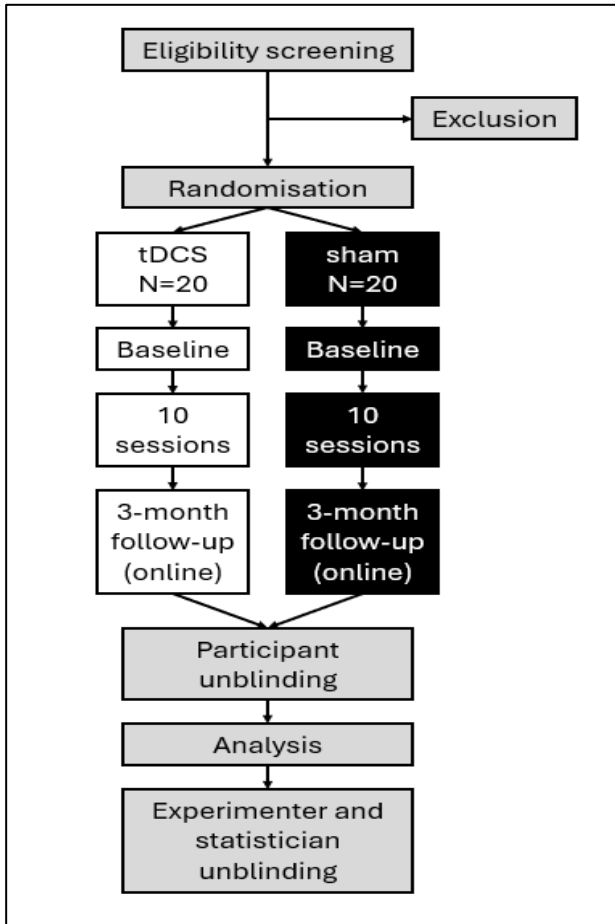 Eligibility screening
Exclusion
Randomisation
tDCS
N=20
sham
N=20
Baseline
Baseline
10
sessions
10
sessions
3-month
follow-up
(online)
3-month
follow-up
(online)
Participant
unblinding
Analysis
Experimenter and
statistician
unblinding